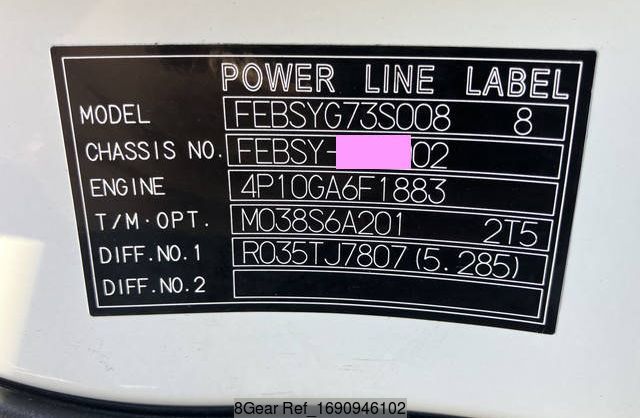 POWER LINE LABEL
MODEL FEBSYG73S008 8
CHASSIS NO. FEBSY- 02
ENGINE 4P10GA6F1883
T/M·OPT. M038S6A201 2T5
DIFF.NO.1 R035TJ7807(5.285)
DIFF.NO.2
8Gear Ref_1690946102